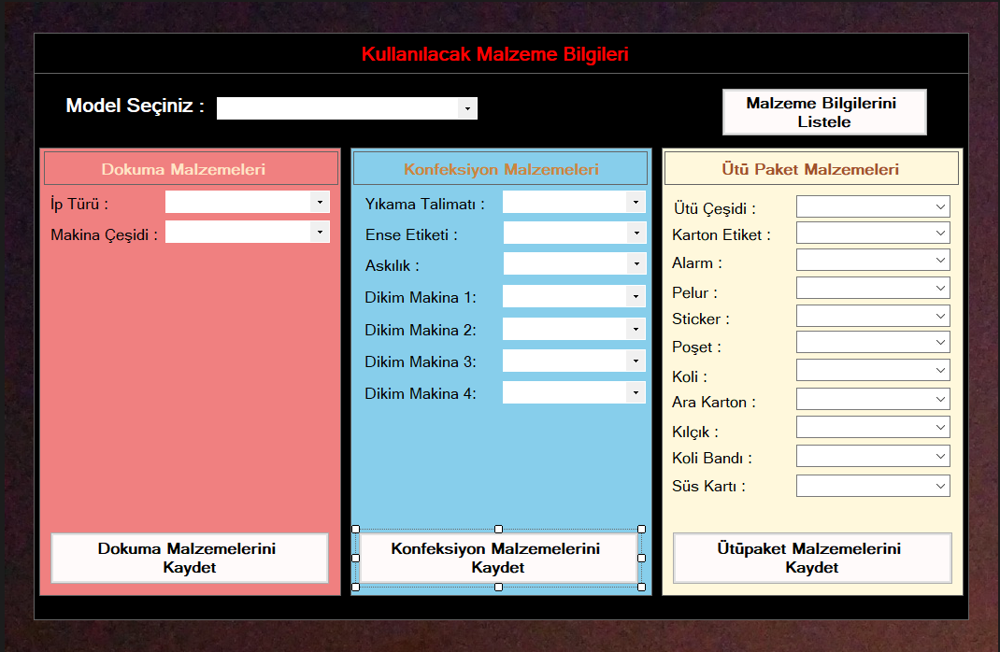 Kullanılacak Malzeme Bilgileri
Model Seçiniz :
Malzeme Bilgilerini
Listele
Dokuma Malzemeleri
İp Türü :
Makina Çeşidi :
Dokuma Malzemelerini
Kaydet
Konfeksiyon Malzemeleri
Yıkama Talimatı :
Ense Etiketi :
Askılık :
Dikim Makina 1:
Dikim Makina 2:
Dikim Makina 3:
Dikim Makina 4:
Konfeksiyon Malzemelerini
Kaydet
Ütü Paket Malzemeleri
Ütü Çeşidi :
Karton Etiket :
Alarm :
Pelur :
Sticker :
Poşet :
Koli :
Ara Karton :
Kılçık :
Koli Bandı :
Süs Kartı :
Ütüpaket Malzemelerini
Kaydet